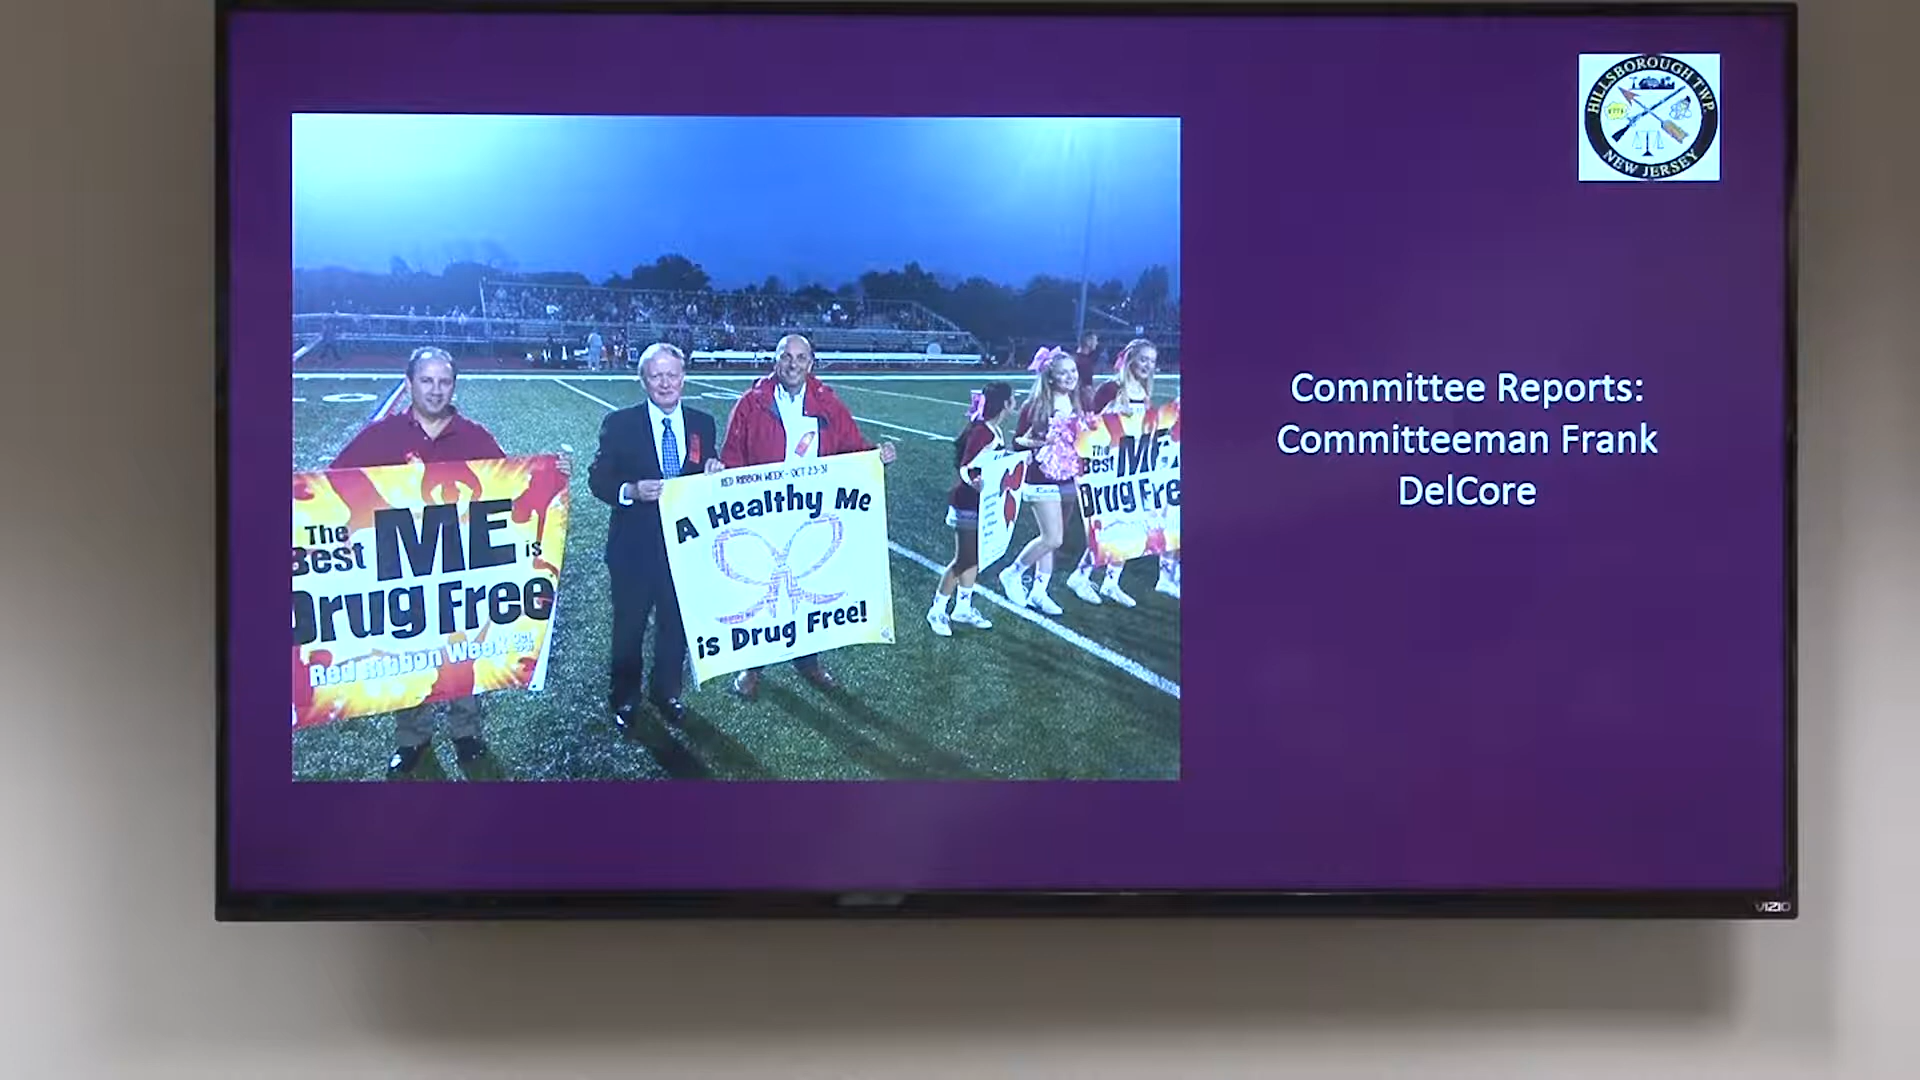 HILLSBOROUGH TWP.
NEW JERSEY
Committee Reports:
Committeeman Frank
DelCore
The
Best ME is
Drug Free
Red Ribbon Week
RED RIBBON WEEK - OCT 23-31
A Healthy Me
is Drug Free!
The
Best ME
Drug Fre
VIZIO